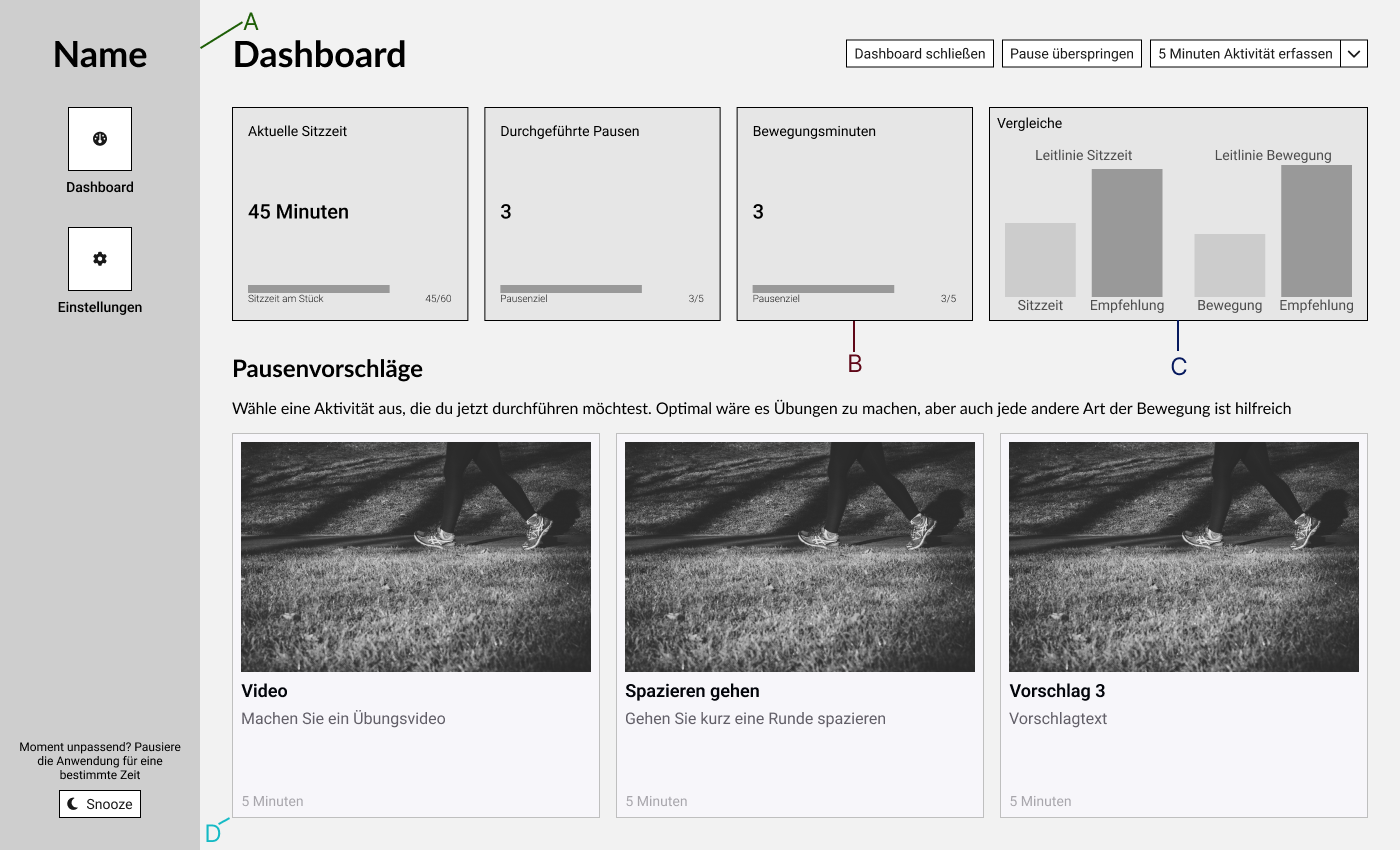 Name
Dashboard
Einstellungen
Moment unpassend? Pausiere
die Anwendung für eine
bestimmte Zeit
Snooze
A
Dashboard
Dashboard schließen
Pause überspringen
5 Minuten Aktivität erfassen
Aktuelle Sitzzeit
45 Minuten
Sitzzeit am Stück 45/60
Durchgeführte Pausen
3
Pausenziel 3/5
Bewegungsminuten
3
Pausenziel 3/5
Vergleiche
Leitlinie Sitzzeit Leitlinie Bewegung
Sitzzeit Empfehlung Bewegung Empfehlung
B
C
Pausenvorschläge
Wähle eine Aktivität aus, die du jetzt durchführen möchtest. Optimal wäre es Übungen zu machen, aber auch jede andere Art der Bewegung ist hilfreich
Video
Machen Sie ein Übungsvideo
5 Minuten
Spazieren gehen
Gehen Sie kurz eine Runde spazieren
5 Minuten
Vorschlag 3
Vorschlagtext
5 Minuten
D